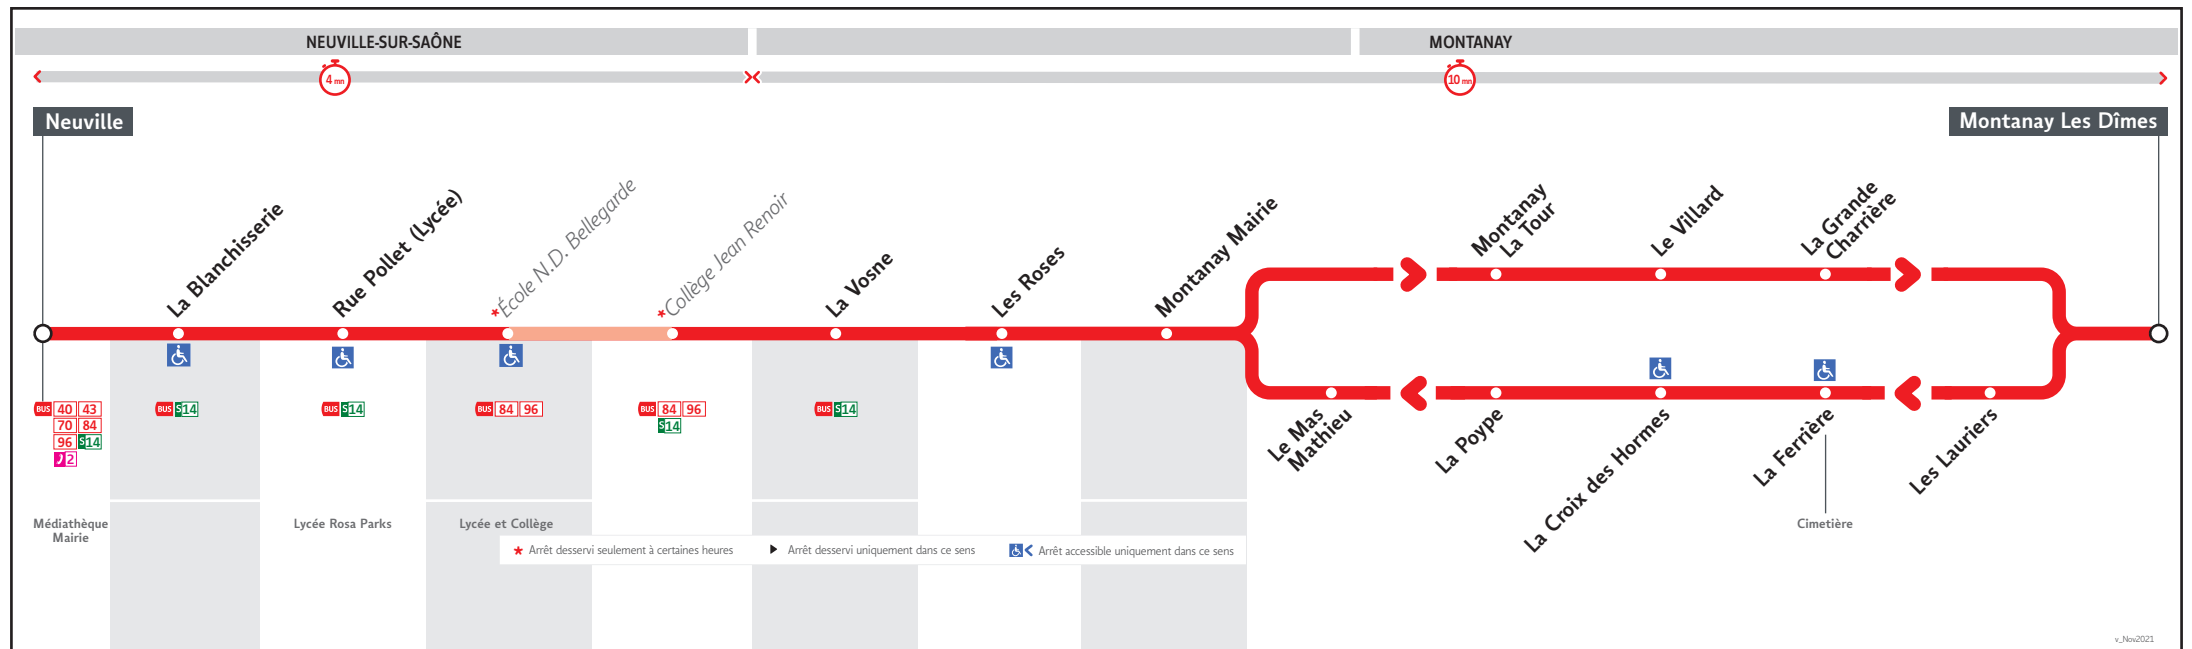 NEUVILLE-SUR-SAÔNE
MONTANAY
4 mn
10 mn
Neuville
Montanay Les Dîmes
La Blanchisserie
Rue Pollet (Lycée)
*École N.D. Bellegarde
*Collège Jean Renoir
La Vosne
Les Roses
Montanay Mairie
Montanay
La Tour
Le Villard
La Grande
Charrière
Le Mas
Mathieu
La Poype
La Croix des Hormes
La Ferrière
Les Lauriers
BUS 40 43
70 84
96 S14
2
BUS S14
BUS S14
BUS 84 96
BUS 84 96
S14
BUS S14
Médiathèque
Mairie
Lycée Rosa Parks
Lycée et Collège
Cimetière
* Arrêt desservi seulement à certaines heures
Arrêt desservi uniquement dans ce sens
Arrêt accessible uniquement dans ce sens
v_Nov2021